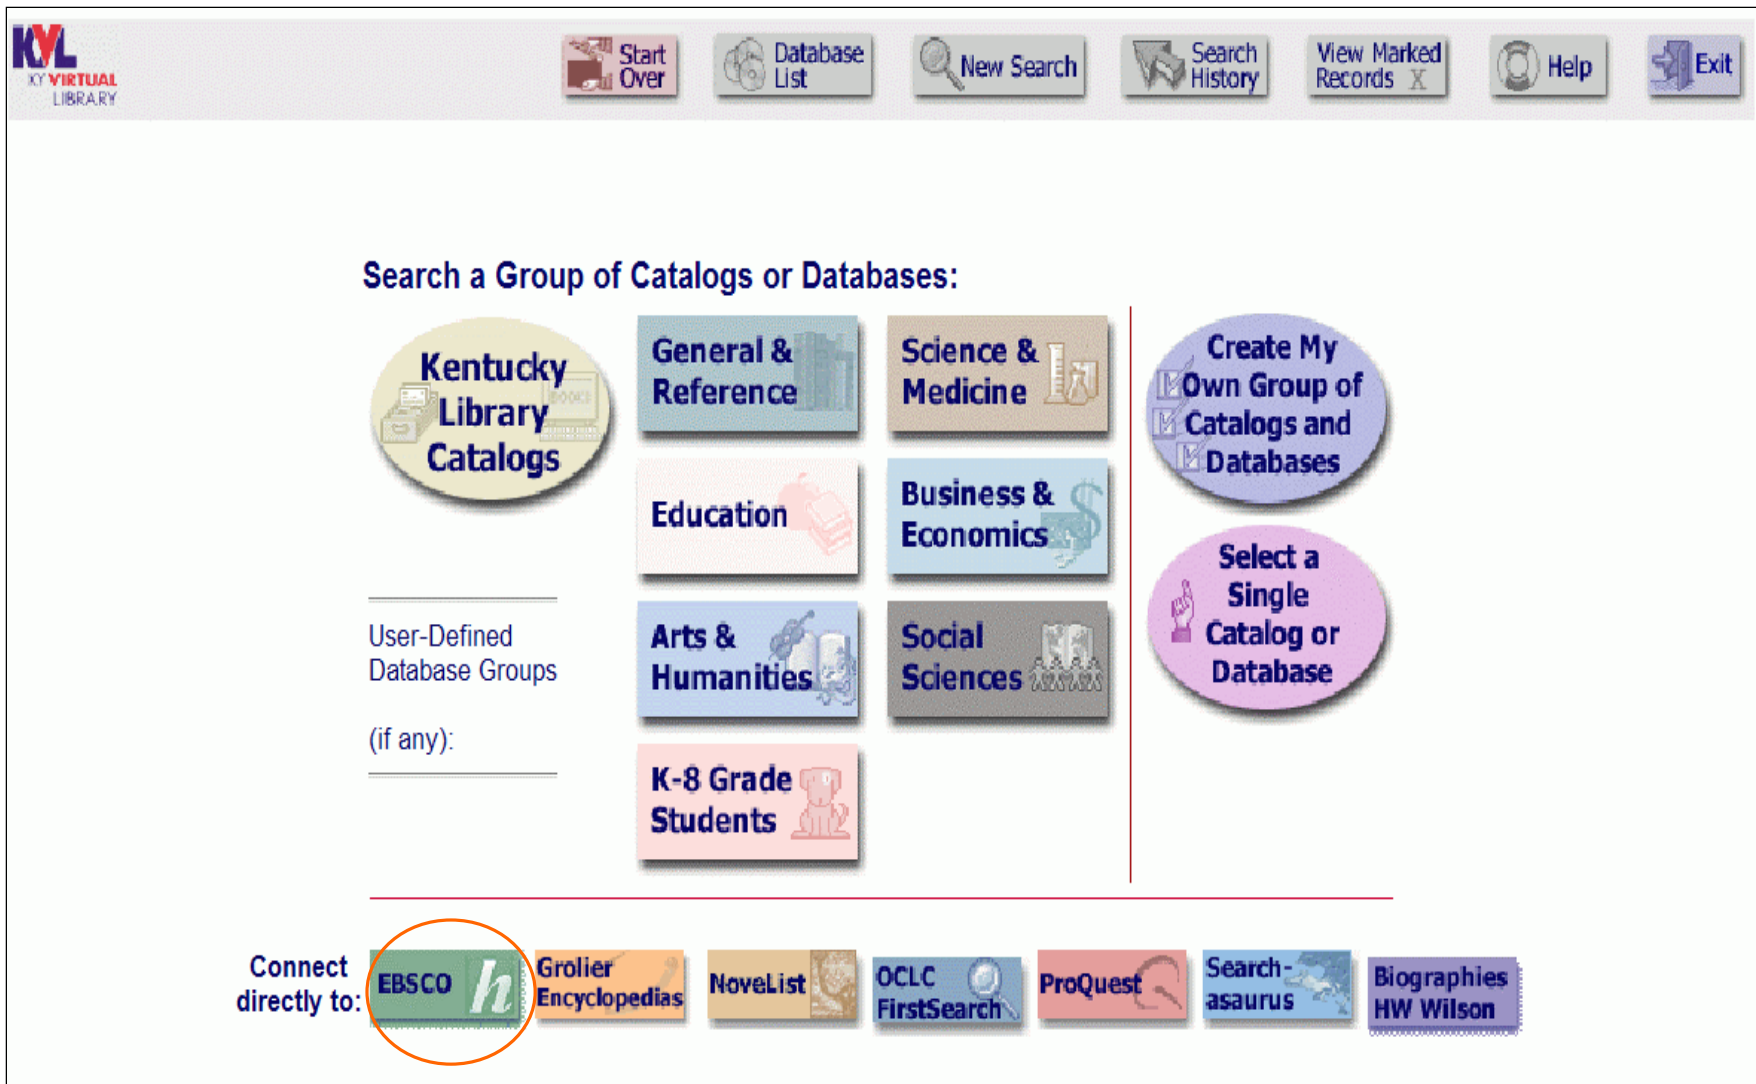 KVL
KY VIRTUAL
LIBRARY
Start
Over
Database
List
New Search
Search
History
View Marked
Records X
Help
Exit
Search a Group of Catalogs or Databases:
Kentucky
Library
Catalogs
BOOKS
General &
Reference
Science &
Medicine
Create My
Own Group of
Catalogs and
Databases
Education
Business &
Economics
Select a
Single
Catalog or
Database
User-Defined
Database Groups
(if any):
Arts &
Humanities
Social
Sciences
K-8 Grade
Students
Connect
directly to:
EBSCO h
Grolier
Encyclopedias
NoveList
OCLC
FirstSearch
ProQuest
Search-
asaurus
Biographies
HW Wilson